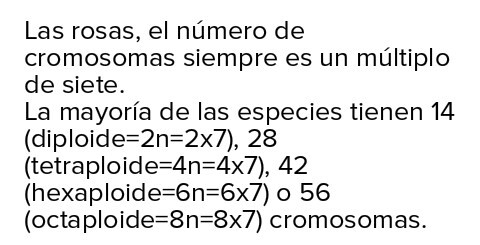 Las rosas, el número de
cromosomas siempre es un múltiplo
de siete.
La mayoría de las especies tienen 14
(diploide=2n=2x7), 28
(tetraploide=4n=4x7), 42
(hexaploide=6n=6x7) o 56
(octaploide=8n=8x7) cromosomas.